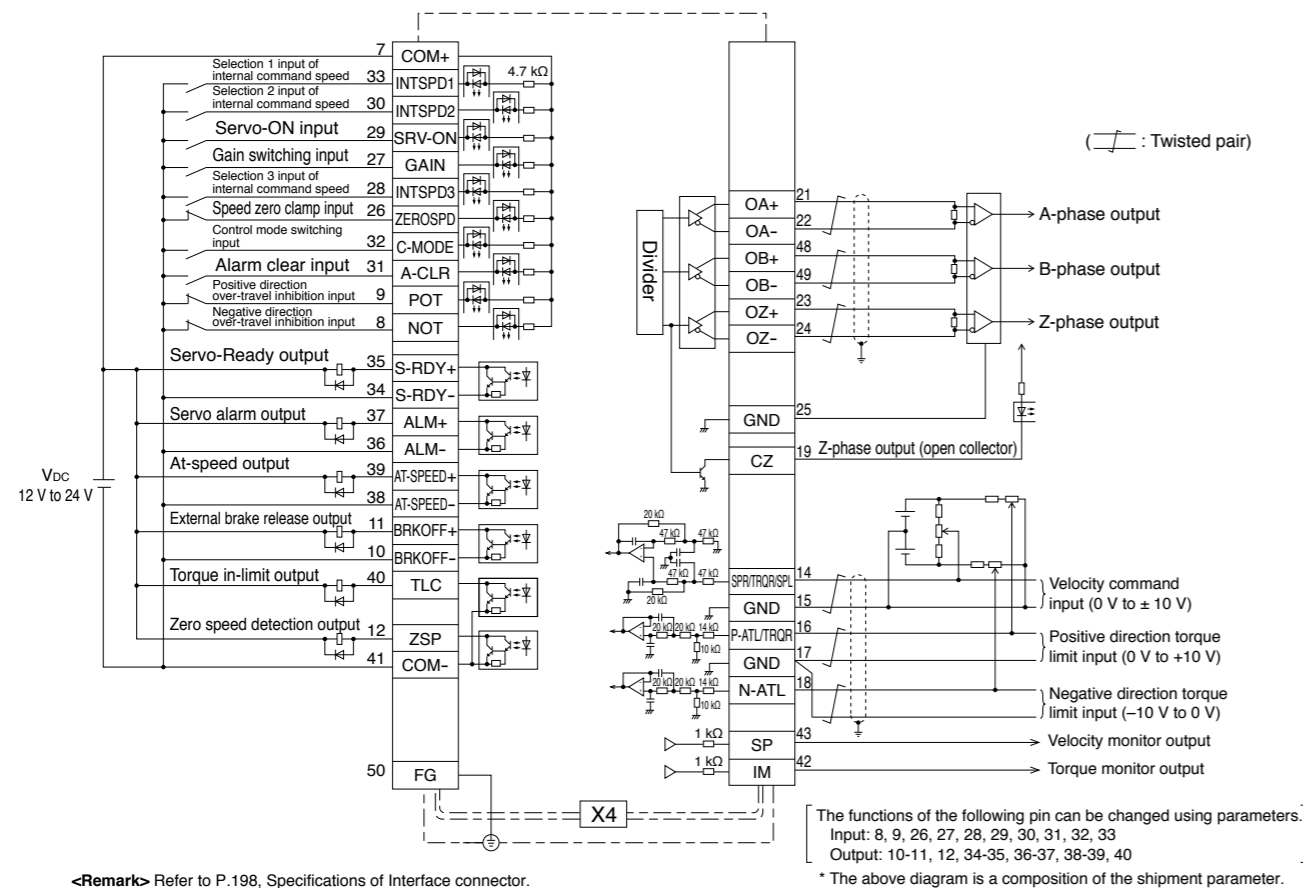 7 COM+
Selection 1 input of
internal command speed 33 INTSPD1 4.7 kΩ
Selection 2 input of
internal command speed 30 INTSPD2
Servo-ON input 29 SRV-ON
Gain switching input 27 GAIN
Selection 3 input of
internal command speed 28 INTSPD3
Speed zero clamp input 26 ZEROSPD
Control mode switching
input 32 C-MODE
Alarm clear input 31 A-CLR
Positive direction
over-travel inhibition input 9 POT
Negative direction
over-travel inhibition input 8 NOT
Servo-Ready output 35 S-RDY+
34 S-RDY−
Servo alarm output 37 ALM+
36 ALM−
At-speed output 39 AT-SPEED+
38 AT-SPEED−
External brake release output 11 BRKOFF+
10 BRKOFF−
Torque in-limit output 40 TLC
Zero speed detection output 12 ZSP
41 COM−
50 FG
VDC
12 V to 24 V
X4
( : Twisted pair)
Divider
OA+ 21
OA− 22
A-phase output
OB+ 48
OB− 49
B-phase output
OZ+ 23
OZ− 24
Z-phase output
GND 25
CZ 19 Z-phase output (open collector)
20 kΩ
47 kΩ 47 kΩ
47 kΩ 47 kΩ
20 kΩ
SPR/TRQR/SPL 14
GND 15
Velocity command
input (0 V to ± 10 V)
20 kΩ 20 kΩ 14 kΩ
10 kΩ
P-ATL/TRQR 16
GND 17
Positive direction torque
limit input (0 V to +10 V)
20 kΩ 20 kΩ 14 kΩ
10 kΩ
N-ATL 18
Negative direction torque
limit input (−10 V to 0 V)
1 kΩ SP 43 Velocity monitor output
1 kΩ IM 42 Torque monitor output
The functions of the following pin can be changed using parameters.
Input: 8, 9, 26, 27, 28, 29, 30, 31, 32, 33
Output: 10-11, 12, 34-35, 36-37, 38-39, 40
* The above diagram is a composition of the shipment parameter.
<Remark> Refer to P.198, Specifications of Interface connector.